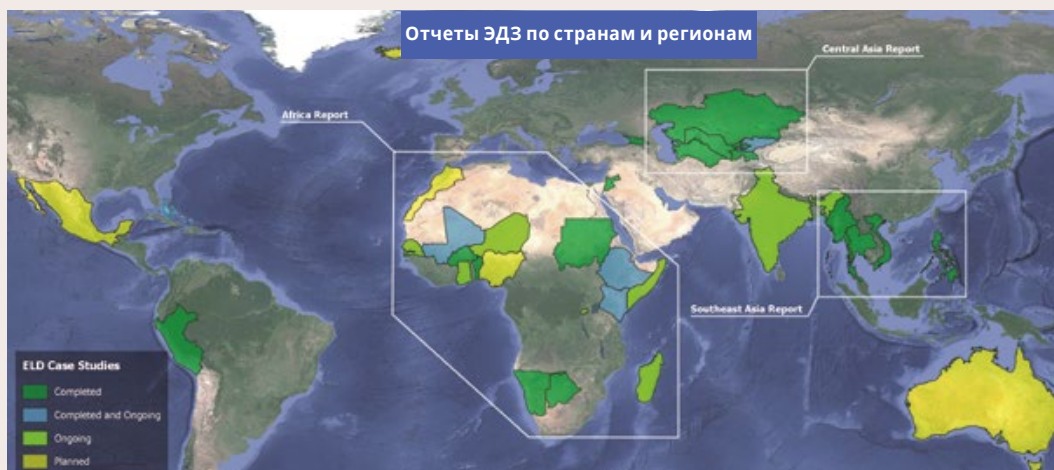 Отчеты ЭДЗ по странам и регионам
Central Asia Report
Africa Report
Southeast Asia Report
ELD Case Studies
Completed
Completed and Ongoing
Ongoing
Planned